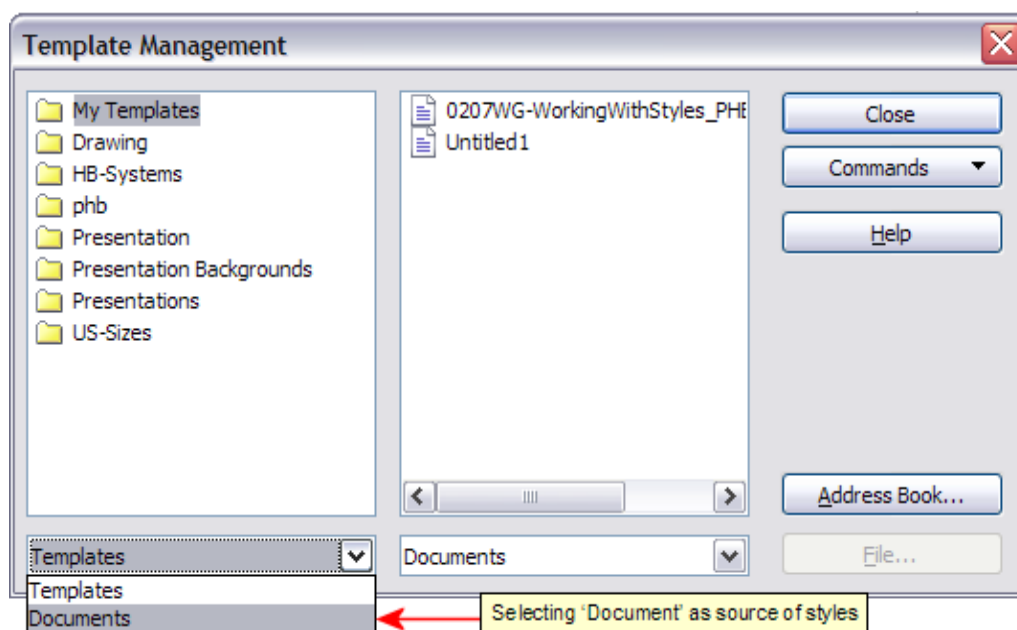 Template Management
My Templates
Drawing
HB-Systems
phb
Presentation
Presentation Backgrounds
Presentations
US-Sizes
0207WG-WorkingWithStyles_PHB
Untitled1
Close
Commands
Help
Address Book...
File...
Templates
Documents
Templates
Documents
Selecting ‘Document’ as source of styles